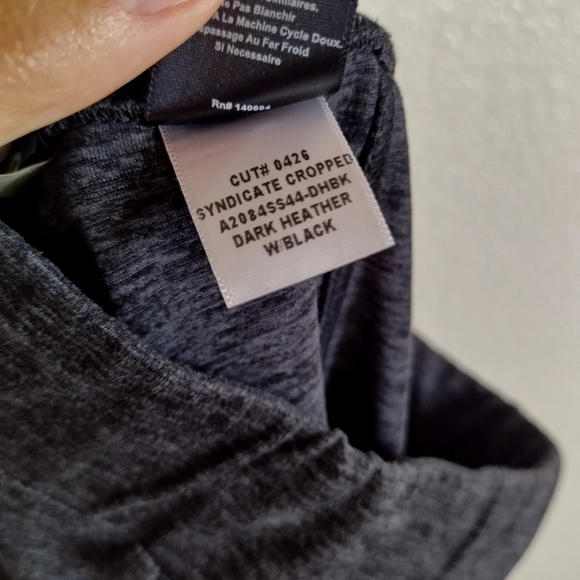 Pas Blanchir
A La Machine Cycle Doux.
Au Fer Froid
Si Necessaire
Rn#
CUT# 0426
SYNDICATE CROPPED
A2084SS44-DHBK
DARK HEATHER
W/BLACK